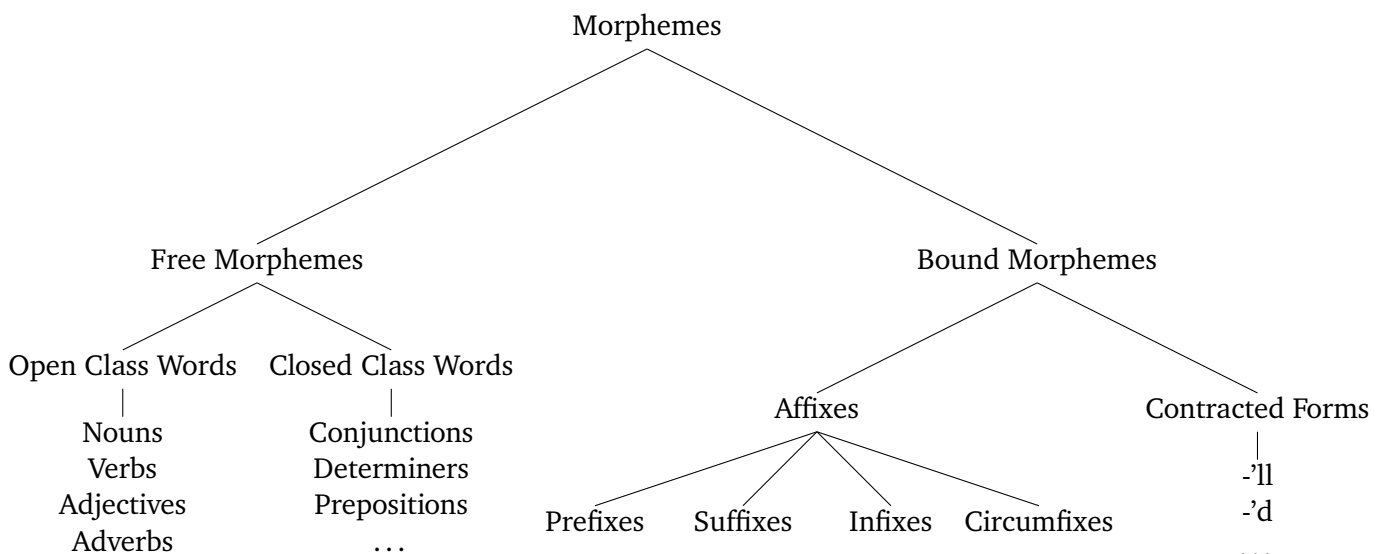 Morphemes
Free Morphemes
Bound Morphemes
Open Class Words
Closed Class Words
Affixes
Contracted Forms
Nouns
Verbs
Adjectives
Adverbs
Conjunctions
Determiners
Prepositions
...
Prefixes
Suffixes
Infixes
Circumfixes
-’ll
-’d
...